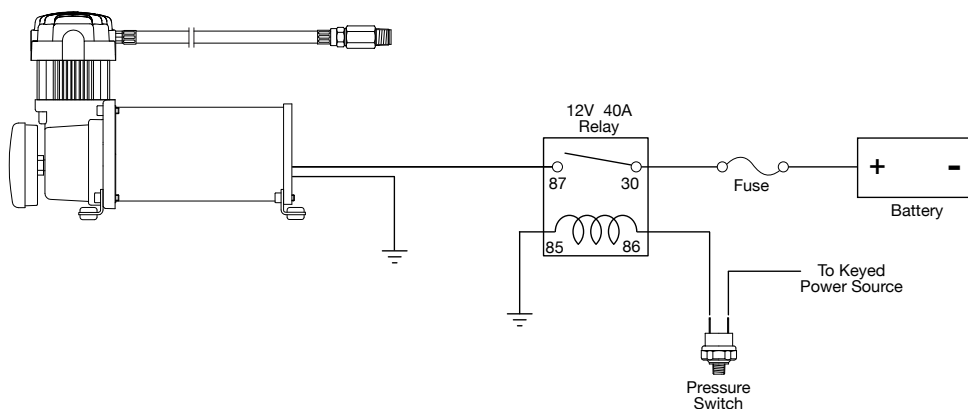 12V 40A
Relay
87
30
85
86
Fuse
+
-
Battery
To Keyed
Power Source
Pressure
Switch